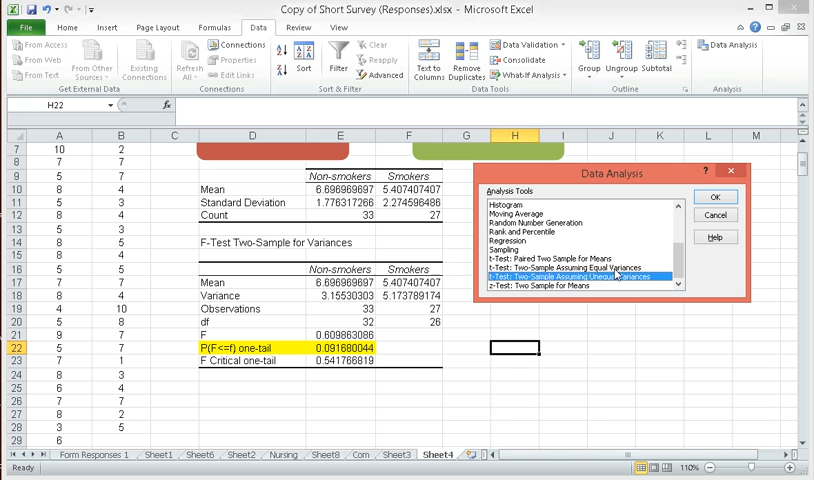 Copy of Short Survey (Responses).xlsx - Microsoft Excel
File Home Insert Page Layout Formulas Data Review View
From Access
From Web
From Text
From Other Sources
Existing Connections
Get External Data
Refresh All
Connections
Properties
Edit Links
Connections
Sort
Filter
Clear
Reapply
Advanced
Sort & Filter
Text to Columns
Remove Duplicates
Data Validation
Consolidate
What-If Analysis
Data Tools
Group
Ungroup
Subtotal
Outline
Data Analysis
Analysis
H22 fx
A B C D E F G H I J K L M
7 10 2
8 7 7
9 5 7 Non-smokers Smokers
10 8 4 Mean 6.696969697 5.407407407
11 5 3 Standard Deviation 1.776317266 2.274596486
12 8 4 Count 33 27
13 5 3
14 8 5 F-Test Two-Sample for Variances
15 4 4
16 5 5 Non-smokers Smokers
17 7 4 Mean 6.696969697 5.407407407
18 8 4 Variance 3.15530303 5.173789174
19 4 10 Observations 33 27
20 5 8 df 32 26
21 9 7 F 0.609863086
22 5 7 P(F<=f) one-tail 0.091680044
23 7 1 F Critical one-tail 0.541766819
24 8 3
25 6 4
26 7 7
27 8 2
28 3 5
29 6
Data Analysis
?
Analysis Tools
Histogram
Moving Average
Random Number Generation
Rank and Percentile
Regression
Sampling
t-Test: Paired Two Sample for Means
t-Test: Two-Sample Assuming Equal Variances
t-Test: Two-Sample Assuming Unequal Variances
z-Test: Two Sample for Means
OK
Cancel
Help
Form Responses 1 Sheet1 Sheet6 Sheet2 Nursing Sheet8 Com Sheet3 Sheet4
Ready 110%